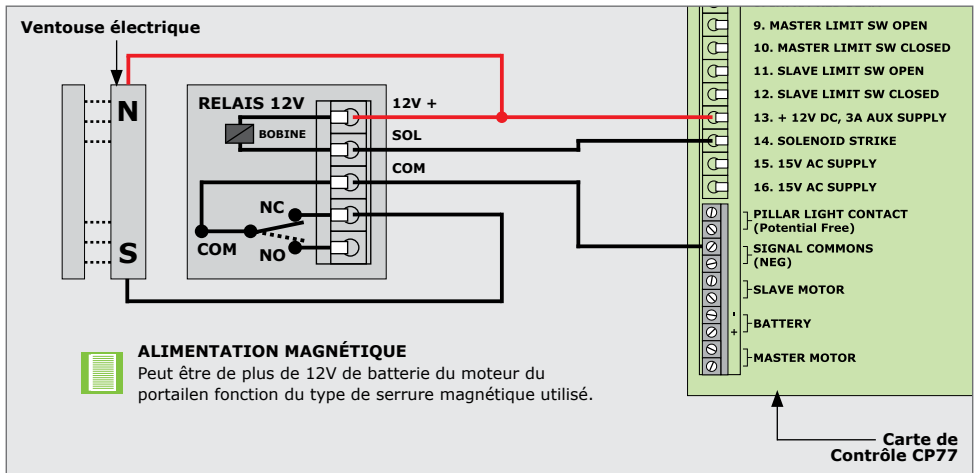 Ventouse électrique
N
S
RELAIS 12V
BOBINE
NC
COM
NO
12V +
SOL
COM
9. MASTER LIMIT SW OPEN
10. MASTER LIMIT SW CLOSED
11. SLAVE LIMIT SW OPEN
12. SLAVE LIMIT SW CLOSED
13. + 12V DC, 3A AUX SUPPLY
14. SOLENOID STRIKE
15. 15V AC SUPPLY
16. 15V AC SUPPLY
PILLAR LIGHT CONTACT
(Potential Free)
SIGNAL COMMONS
(NEG)
SLAVE MOTOR
-
BATTERY
+
MASTER MOTOR
ALIMENTATION MAGNÉTIQUE
Peut être de plus de 12V de batterie du moteur du
portailen fonction du type de serrure magnétique utilisé.
Carte de
Contrôle CP77